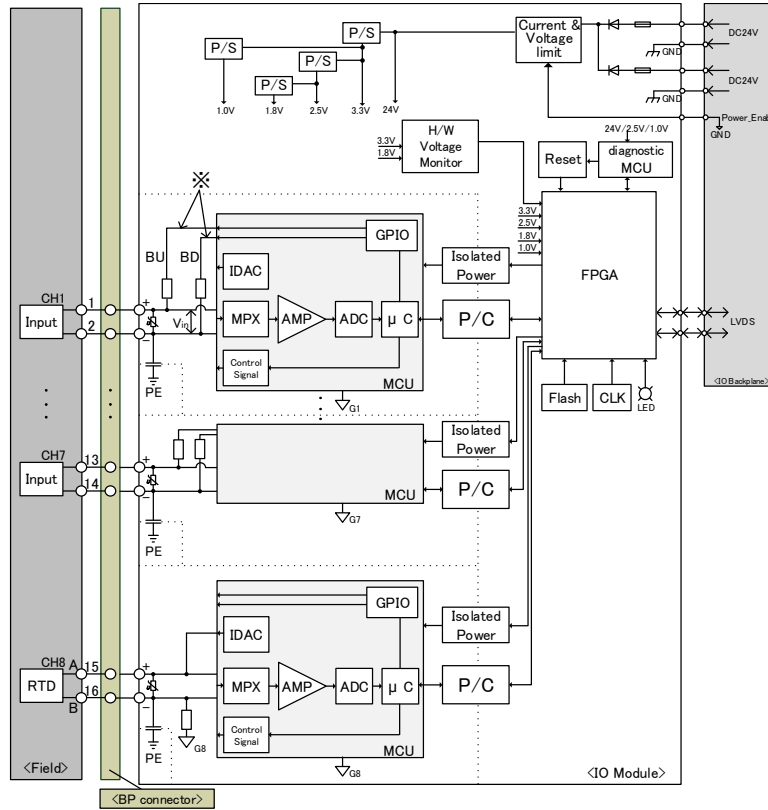 P/S
P/S
P/S
P/S
1.0V
1.8V
2.5V
3.3V
24V
Current &
Voltage
limit
GND
GND
DC24V
DC24V
Power_Enab
GND
3.3V
1.8V
H/W
Voltage
Monitor
24V/2.5V/1.0V
Reset
diagnostic
MCU
3.3V
2.5V
1.8V
1.0V
FPGA
LVDS
<IO Backplane>
Flash
CLK
LED
※
BU
BD
GPIO
IDAC
Isolated
Power
CH1
1
Input
2
+
Vin
−
MPX
AMP
ADC
μ C
P/C
Control
Signal
MCU
PE
G1
CH7
13
Input
14
+
−
Isolated
Power
P/C
MCU
PE
G7
GPIO
IDAC
Isolated
Power
CH8
A
15
RTD
16
B
+
−
MPX
AMP
ADC
μ C
P/C
Control
Signal
MCU
PE
G8
G8
<Field>
<IO Module>
<BP connector>